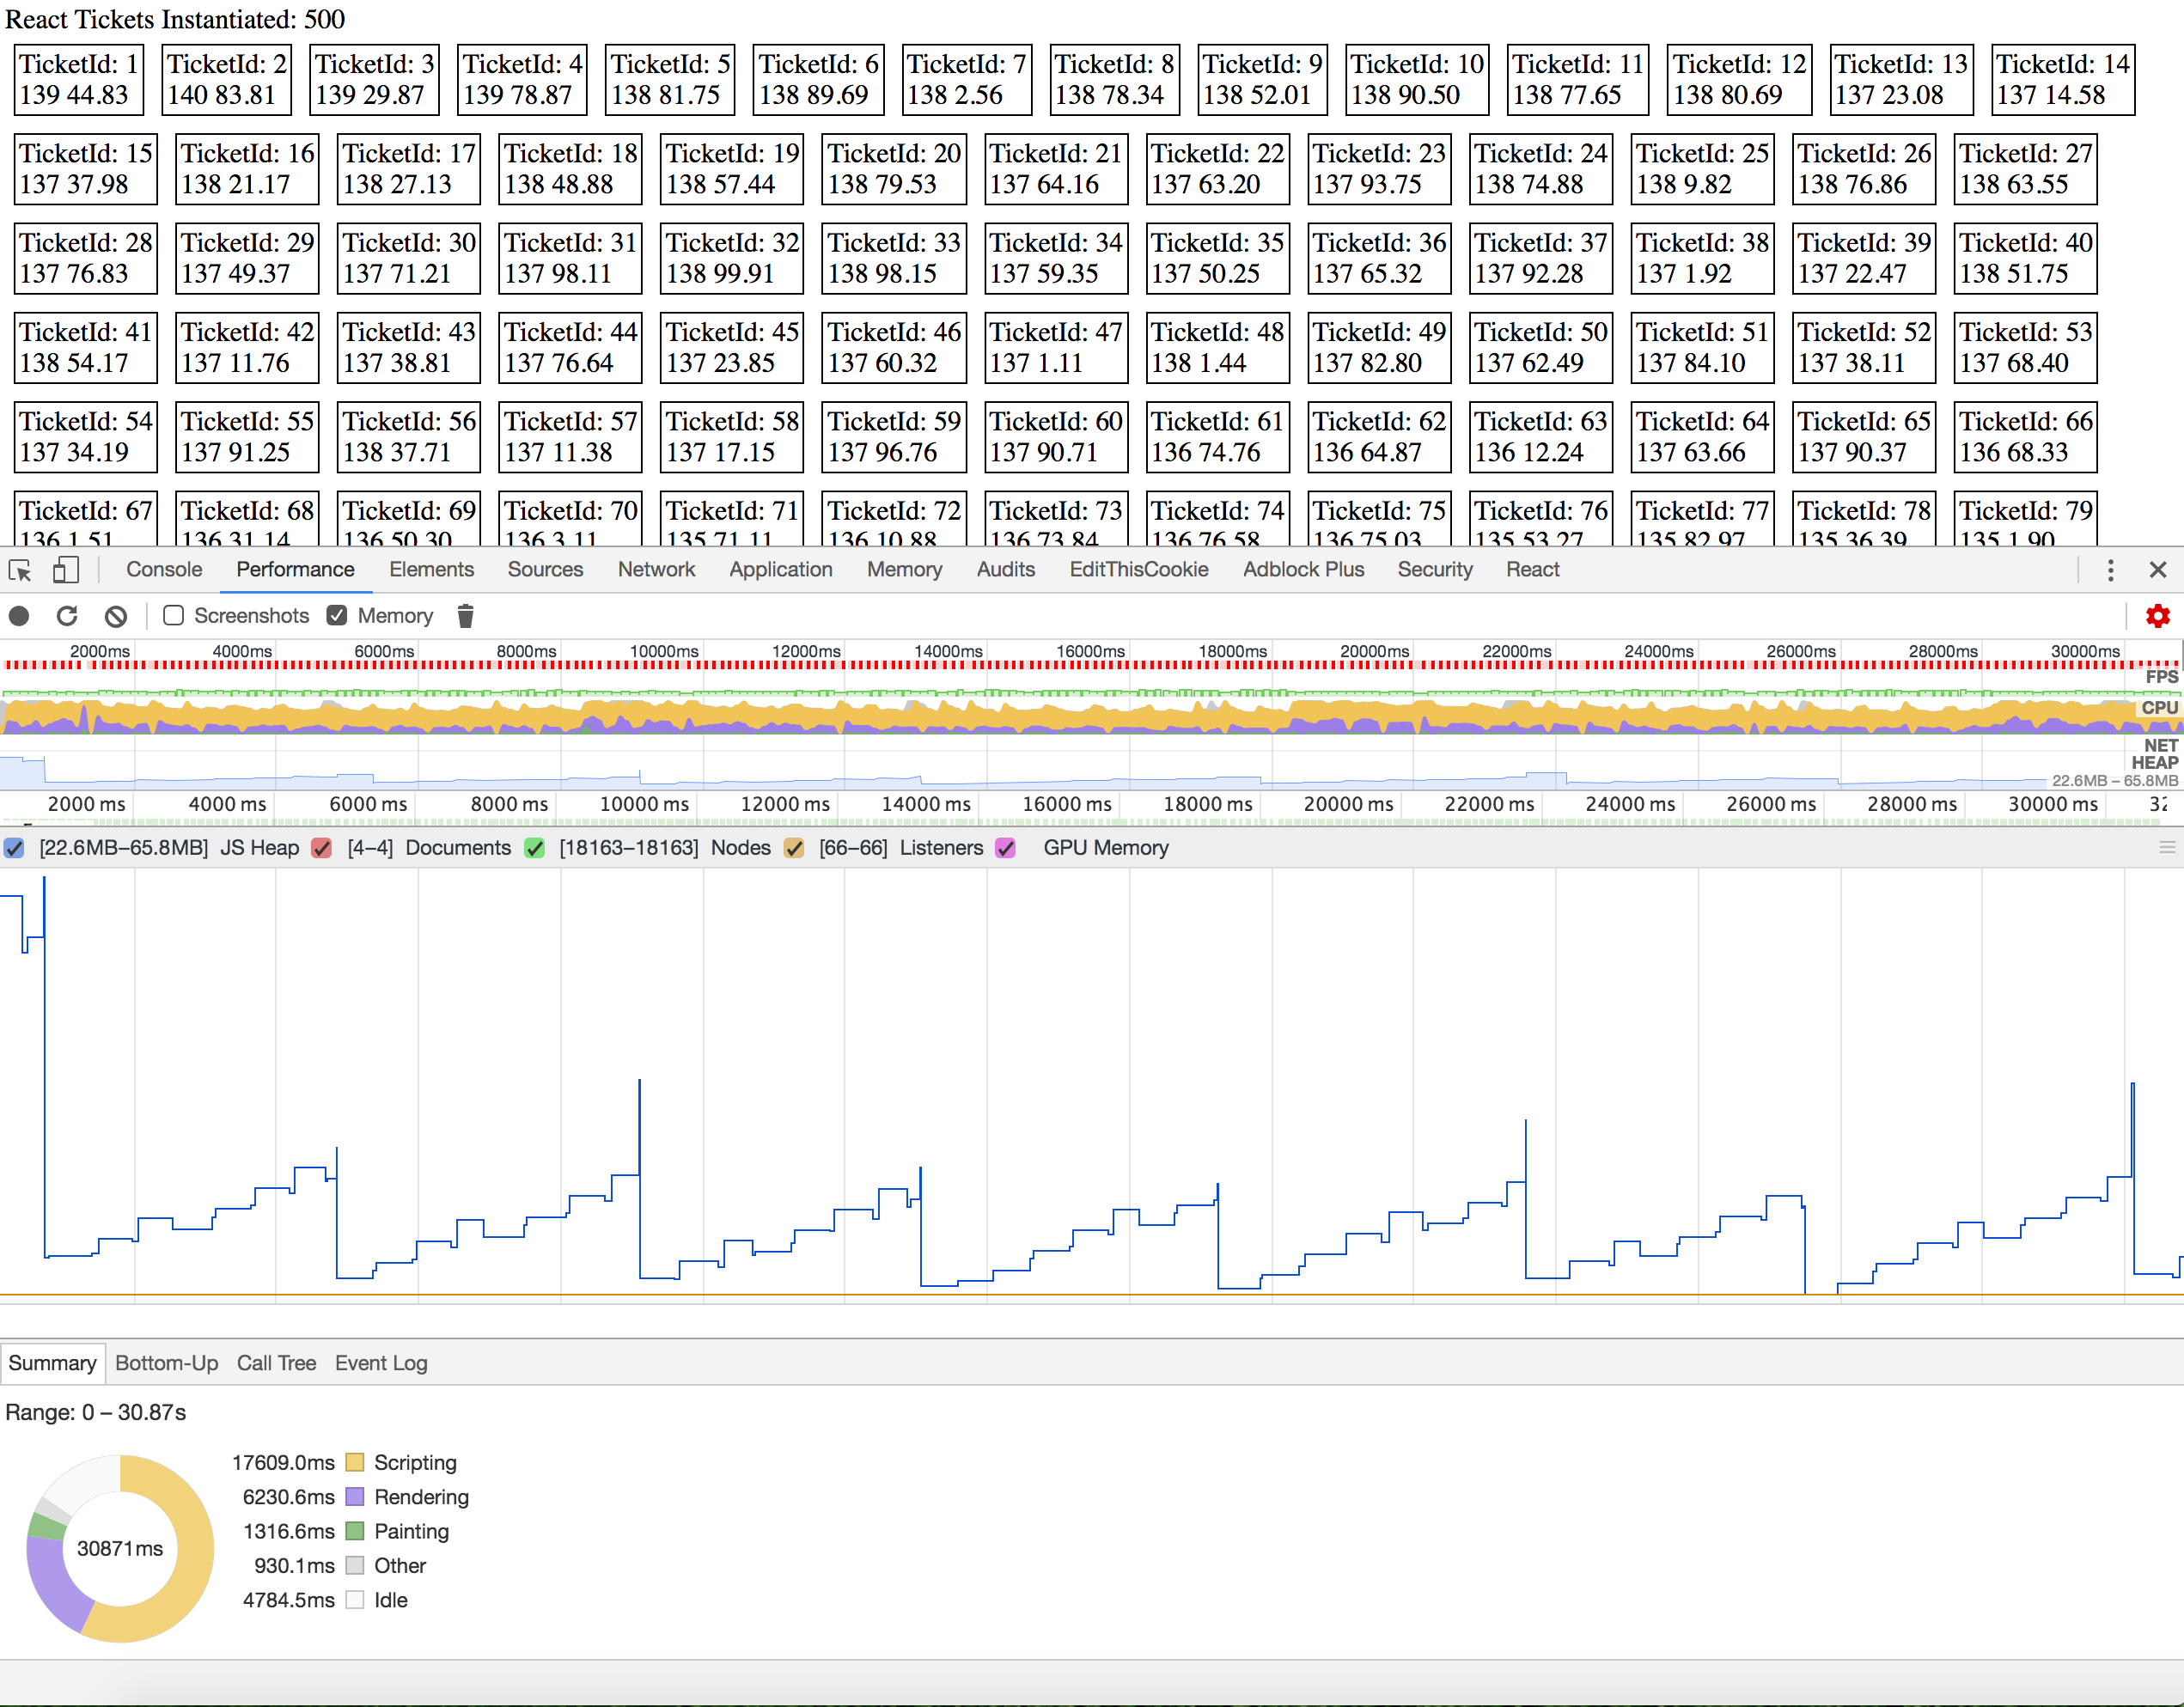 React Tickets Instantiated: 500
TicketId: 1 TicketId: 2 TicketId: 3 TicketId: 4 TicketId: 5 TicketId: 6 TicketId: 7 TicketId: 8 TicketId: 9 TicketId: 10 TicketId: 11 TicketId: 12 TicketId: 13 TicketId: 14
139 44.83 140 83.81 139 29.87 139 78.87 138 81.75 138 89.69 138 2.56 138 78.34 138 52.01 138 90.50 138 77.65 138 80.69 137 23.08 137 14.58
TicketId: 15 TicketId: 16 TicketId: 17 TicketId: 18 TicketId: 19 TicketId: 20 TicketId: 21 TicketId: 22 TicketId: 23 TicketId: 24 TicketId: 25 TicketId: 26 TicketId: 27
137 37.98 138 21.17 138 27.13 138 48.88 138 57.44 138 79.53 137 64.16 137 63.20 137 93.75 138 74.88 138 9.82 138 76.86 138 63.55
TicketId: 28 TicketId: 29 TicketId: 30 TicketId: 31 TicketId: 32 TicketId: 33 TicketId: 34 TicketId: 35 TicketId: 36 TicketId: 37 TicketId: 38 TicketId: 39 TicketId: 40
137 76.83 137 49.37 137 71.21 137 98.11 138 99.91 138 98.15 137 59.35 137 50.25 137 65.32 137 92.28 137 1.92 137 22.47 138 51.75
TicketId: 41 TicketId: 42 TicketId: 43 TicketId: 44 TicketId: 45 TicketId: 46 TicketId: 47 TicketId: 48 TicketId: 49 TicketId: 50 TicketId: 51 TicketId: 52 TicketId: 53
138 54.17 137 11.76 137 38.81 137 76.64 137 23.85 137 60.32 137 1.11 138 1.44 137 82.80 137 62.49 137 84.10 137 38.11 137 68.40
TicketId: 54 TicketId: 55 TicketId: 56 TicketId: 57 TicketId: 58 TicketId: 59 TicketId: 60 TicketId: 61 TicketId: 62 TicketId: 63 TicketId: 64 TicketId: 65 TicketId: 66
137 34.19 137 91.25 138 37.71 137 11.38 137 17.15 137 96.76 137 90.71 136 74.76 136 64.87 136 12.24 137 63.66 137 90.37 136 68.33
TicketId: 67 TicketId: 68 TicketId: 69 TicketId: 70 TicketId: 71 TicketId: 72 TicketId: 73 TicketId: 74 TicketId: 75 TicketId: 76 TicketId: 77 TicketId: 78 TicketId: 79
136 1.51 136 31.14 136 50.30 136 3.11 135 71.11 136 10.88 136 73.84 136 76.58 136 75.03 135 53.27 135 82.97 135 36.39 135 1.90
Console Performance Elements Sources Network Application Memory Audits EditThisCookie Adblock Plus Security React
Screenshots Memory
2000ms 4000ms 6000ms 8000ms 10000ms 12000ms 14000ms 16000ms 18000ms 20000ms 22000ms 24000ms 26000ms 28000ms 30000ms
FPS
CPU
NET
HEAP
22.6MB – 65.8MB
2000 ms 4000 ms 6000 ms 8000 ms 10000 ms 12000 ms 14000 ms 16000 ms 18000 ms 20000 ms 22000 ms 24000 ms 26000 ms 28000 ms 30000 ms 32
[22.6MB–65.8MB] JS Heap [4–4] Documents [18163–18163] Nodes [66–66] Listeners GPU Memory
Summary Bottom-Up Call Tree Event Log
Range: 0 – 30.87s
30871ms
17609.0ms Scripting
6230.6ms Rendering
1316.6ms Painting
930.1ms Other
4784.5ms Idle